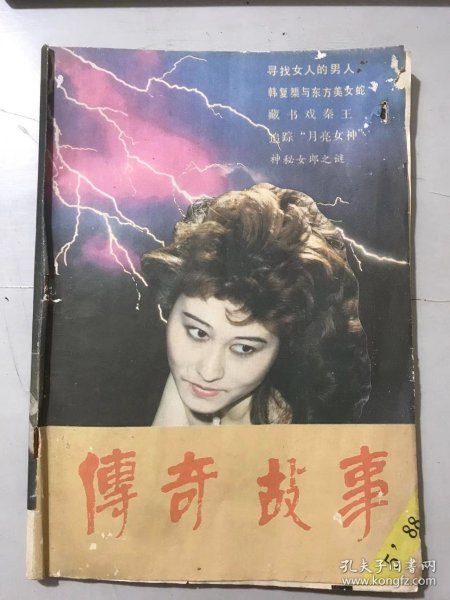 寻找女人的男人
韩复榘与东方美女蛇
藏书戏秦王
追踪“月亮女神”
神秘女郎之谜
傳奇故事
5’88
孔夫子旧书网
www.kongfz.com